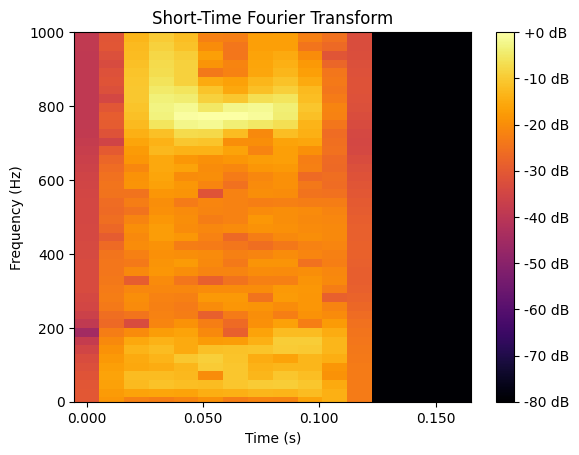 Short-Time Fourier Transform
Frequency (Hz)
1000
800
600
400
200
0
0.000
0.050
0.100
0.150
Time (s)
+0 dB
-10 dB
-20 dB
-30 dB
-40 dB
-50 dB
-60 dB
-70 dB
-80 dB